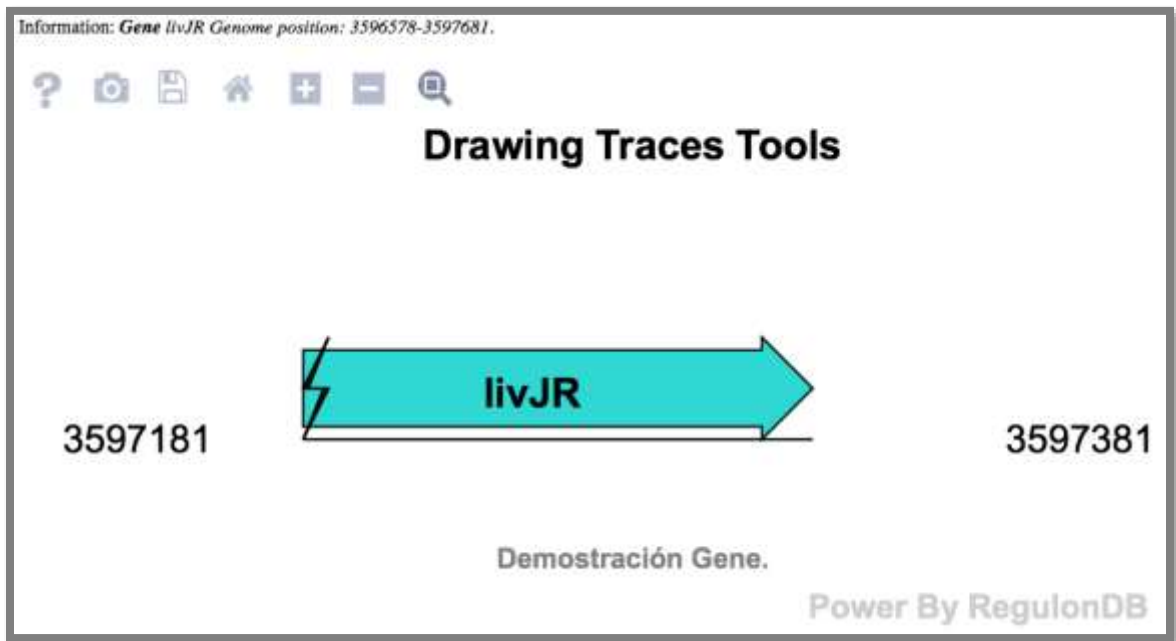 Information: Gene livJR Genome position: 3596578-3597681.
Drawing Traces Tools
livJR
3597181 3597381
Demostración Gene.
Power By RegulonDB